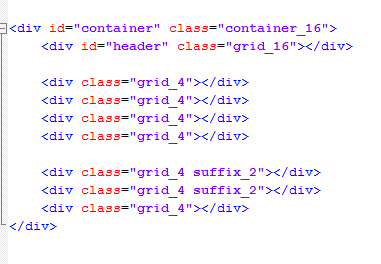 <div id="container" class="container_16">
<div id="header" class="grid_16"></div>
<div class="grid_4"></div>
<div class="grid_4"></div>
<div class="grid_4"></div>
<div class="grid_4"></div>
<div class="grid_4 suffix_2"></div>
<div class="grid_4 suffix_2"></div>
<div class="grid_4"></div>
</div>